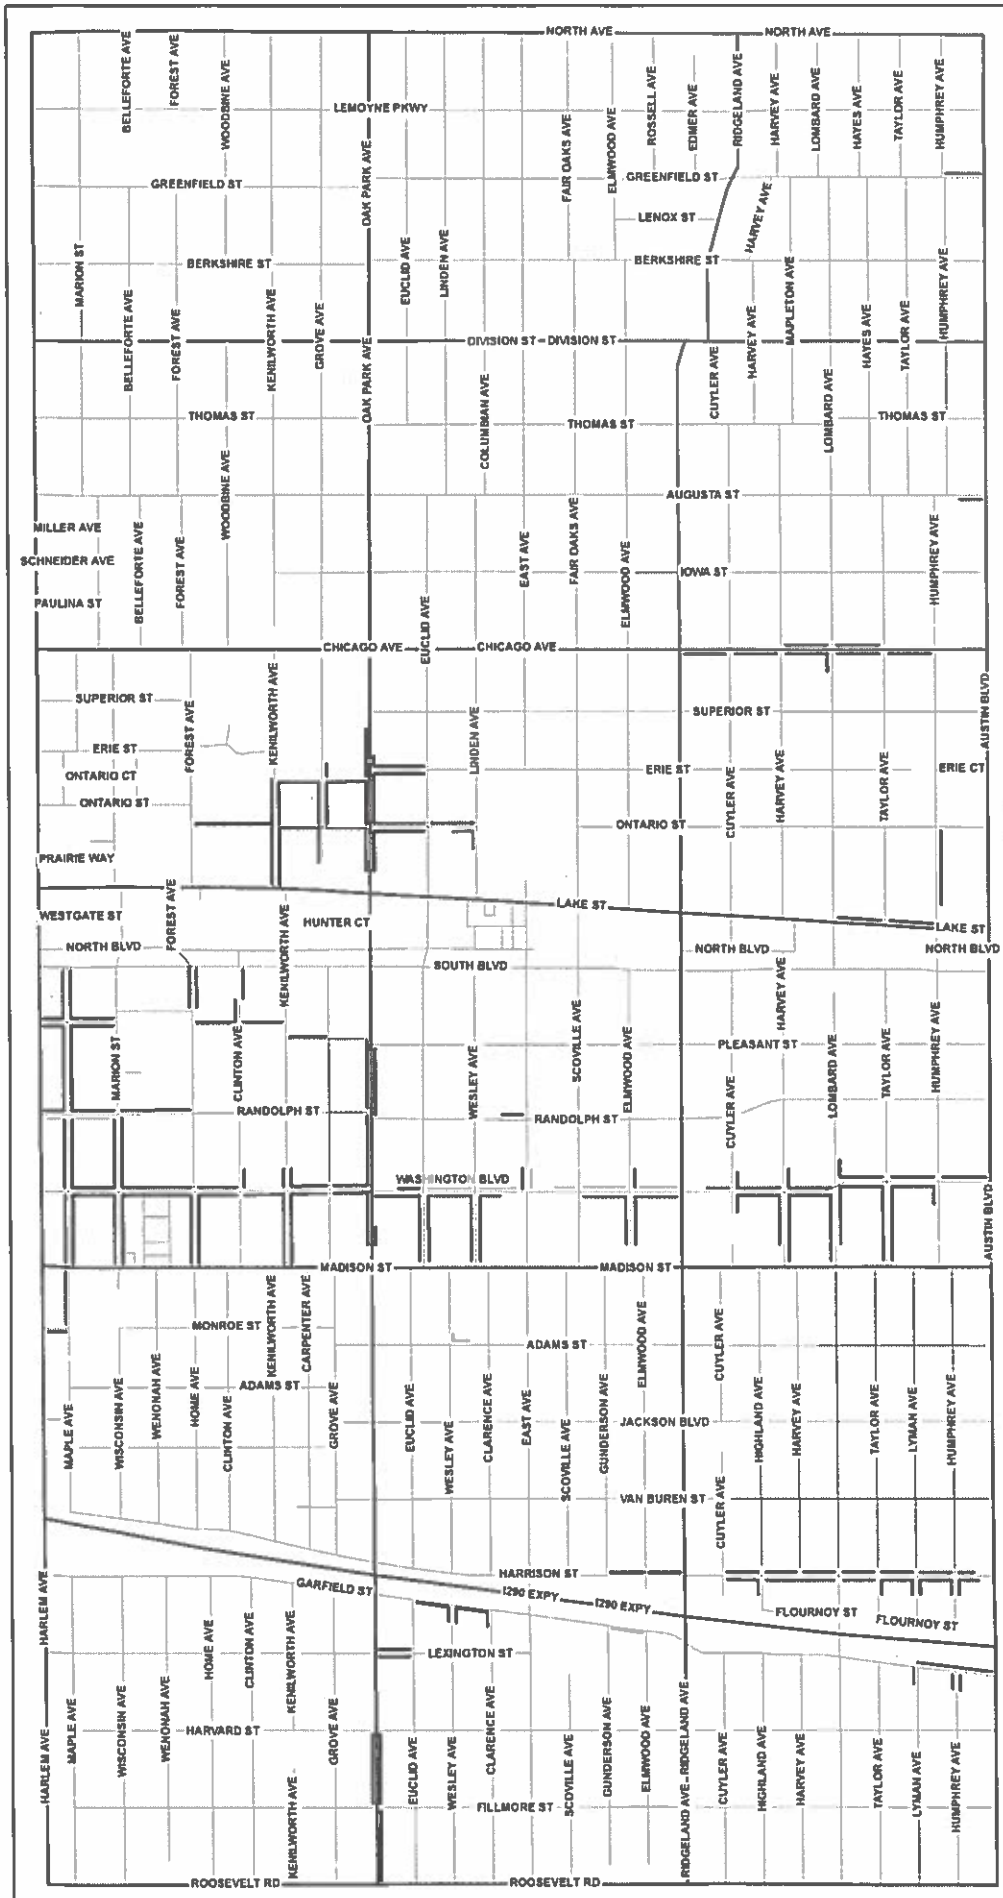 NORTH AVE
NORTH AVE
BELLEFORTE AVE
FOREST AVE
WOODBINE AVE
LEMOYNE PKWY
OAK PARK AVE
FAIR OAKS AVE
ELMWOOD AVE
ROSSELL AVE
EDMER AVE
RIDGELAND AVE
HARVEY AVE
LOMBARD AVE
HAYES AVE
TAYLOR AVE
HUMPHREY AVE
GREENFIELD ST
GREENFIELD ST
LENOX ST
HARVEY AVE
MARION ST
BERKSHIRE ST
EUCLID AVE
LINDEN AVE
BERKSHIRE ST
MAPLETON AVE
HUMPHREY AVE
BELLEFORTE AVE
FOREST AVE
KENILWORTH AVE
GROVE AVE
OAK PARK AVE
DIVISION ST
DIVISION ST
CUYLER AVE
HARVEY AVE
HAYES AVE
TAYLOR AVE
THOMAS ST
COLUMBIAN AVE
THOMAS ST
LOMBARD AVE
THOMAS ST
WOODBINE AVE
AUGUSTA ST
MILLER AVE
SCHNEIDER AVE
PAULINA ST
BELLEFORTE AVE
FOREST AVE
EUCLID AVE
EAST AVE
FAIR OAKS AVE
ELMWOOD AVE
IOWA ST
HUMPHREY AVE
CHICAGO AVE
CHICAGO AVE
SUPERIOR ST
FOREST AVE
KENILWORTH AVE
SUPERIOR ST
AUSTIN BLVD
ERIE ST
ONTARIO CT
ONTARIO ST
LINDEN AVE
ERIE ST
CUYLER AVE
HARVEY AVE
TAYLOR AVE
ERIE CT
ONTARIO ST
PRAIRIE WAY
WESTGATE ST
FOREST AVE
KENILWORTH AVE
HUNTER CT
LAKE ST
LAKE ST
NORTH BLVD
SOUTH BLVD
NORTH BLVD
NORTH BLVD
HARVEY AVE
MARION ST
CLINTON AVE
WESLEY AVE
SCOVILLE AVE
ELMWOOD AVE
PLEASANT ST
CUYLER AVE
LOMBARD AVE
TAYLOR AVE
HUMPHREY AVE
RANDOLPH ST
RANDOLPH ST
WASHINGTON BLVD
AUSTIN BLVD
MADISON ST
MADISON ST
MONROE ST
KENILWORTH AVE
CARPENTER AVE
ADAMS ST
ELMWOOD AVE
CUYLER AVE
ADAMS ST
MAPLE AVE
WISCONSIN AVE
WENONAH AVE
HOME AVE
CLINTON AVE
GROVE AVE
EUCLID AVE
WESLEY AVE
CLARENCE AVE
EAST AVE
SCOVILLE AVE
GUNDERSON AVE
JACKSON BLVD
HIGHLAND AVE
HARVEY AVE
TAYLOR AVE
LYMAN AVE
HUMPHREY AVE
VAN BUREN ST
CUYLER AVE
HARLEM AVE
GARFIELD ST
HARRISON ST
I290 EXPY
I290 EXPY
FLOURNOY ST
FLOURNOY ST
HOME AVE
CLINTON AVE
KENILWORTH AVE
LEXINGTON ST
HARLEM AVE
MAPLE AVE
WISCONSIN AVE
WENONAH AVE
HARVARD ST
GROVE AVE
EUCLID AVE
WESLEY AVE
CLARENCE AVE
SCOVILLE AVE
GUNDERSON AVE
ELMWOOD AVE
RIDGELAND AVE
RIDGELAND AVE
CUYLER AVE
HIGHLAND AVE
HARVEY AVE
TAYLOR AVE
LYMAN AVE
HUMPHREY AVE
KENILWORTH AVE
FILLMORE ST
ROOSEVELT RD
ROOSEVELT RD